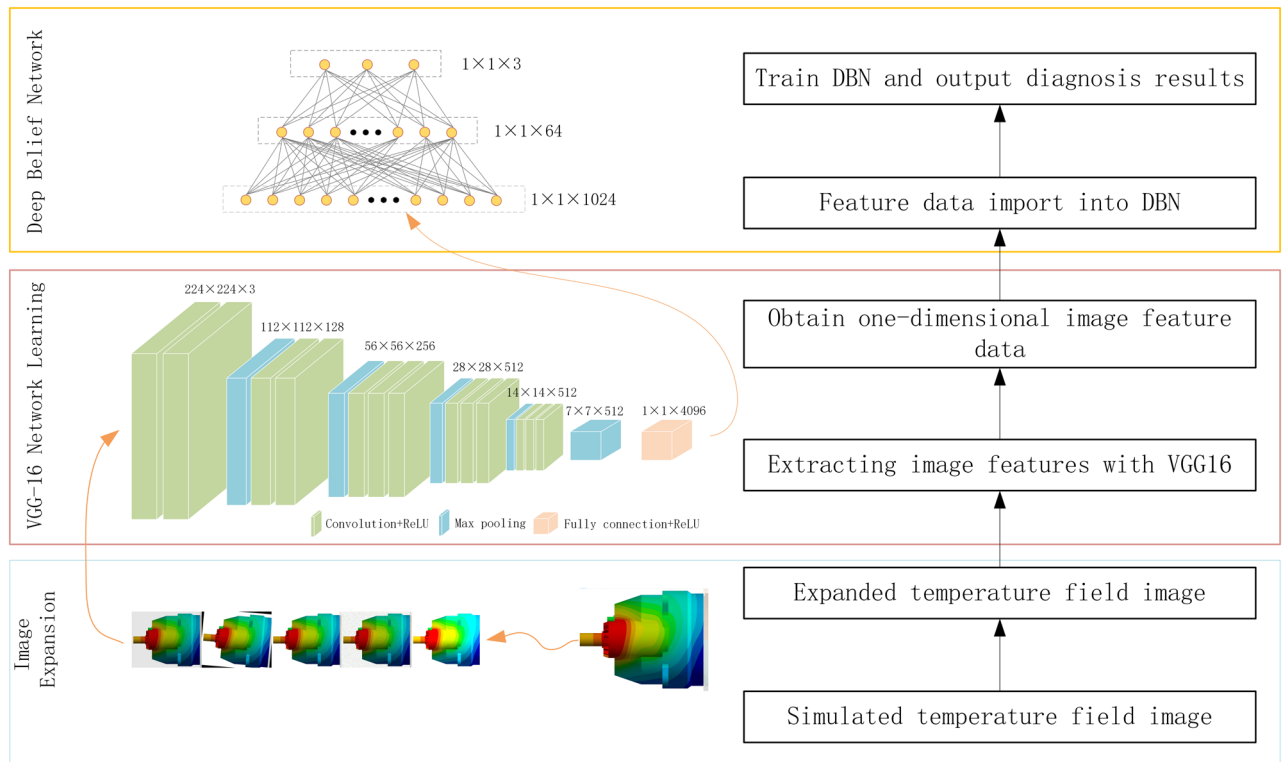 Deep Belief Network
1×1×3
1×1×64
1×1×1024
Train DBN and output diagnosis results
Feature data import into DBN
VGG-16 Network Learning
224×224×3
112×112×128
56×56×256
28×28×512
14×14×512
7×7×512
1×1×4096
Convolution+ReLU
Max pooling
Fully connection+ReLU
Obtain one-dimensional image feature
data
Extracting image features with VGG16
Image
Expansion
Expanded temperature field image
Simulated temperature field image